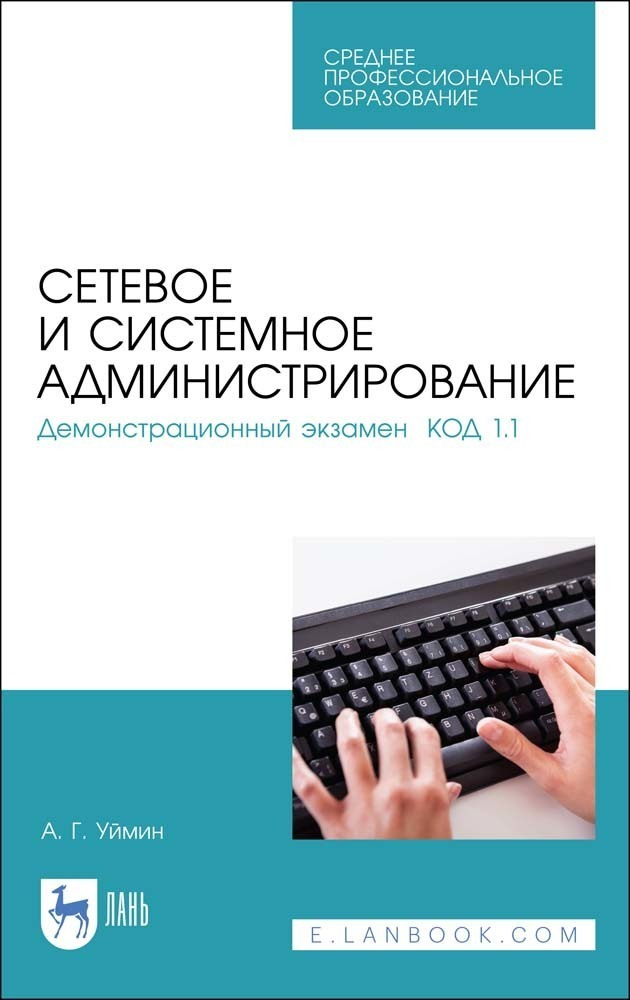 СРЕДНЕЕ
ПРОФЕССИОНАЛЬНОЕ
ОБРАЗОВАНИЕ
СЕТЕВОЕ
И СИСТЕМНОЕ
АДМИНИСТРИРОВАНИЕ
Демонстрационный экзамен КОД 1.1
А. Г. Уймин
ЛАНЬ
E.LANBOOK.COM